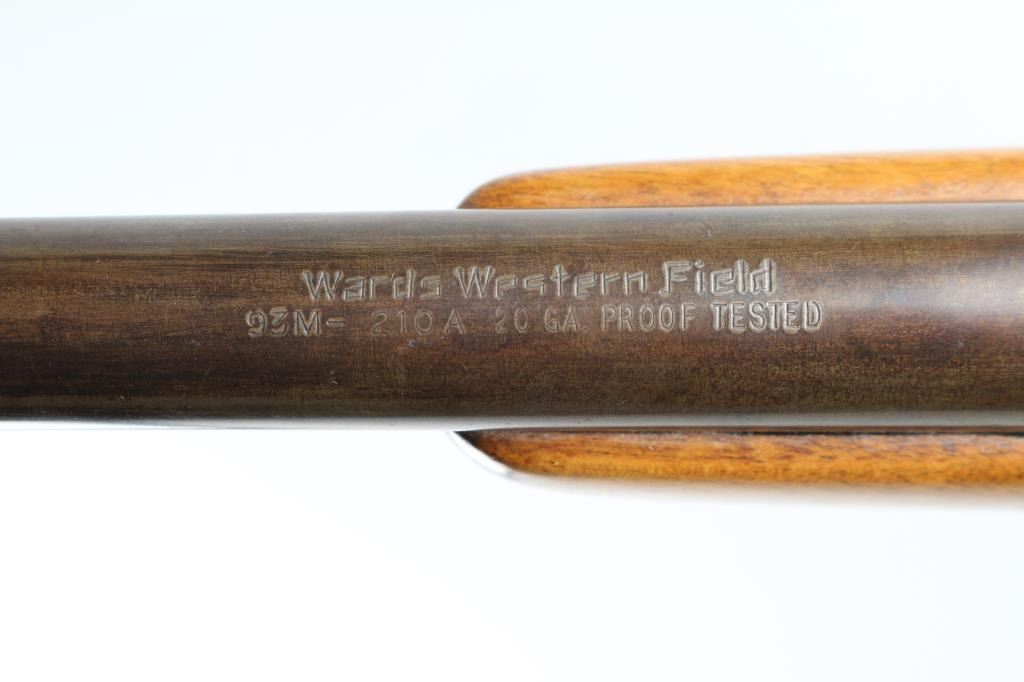 Wards Western Field
93M- 210A 20 GA. PROOF TESTED